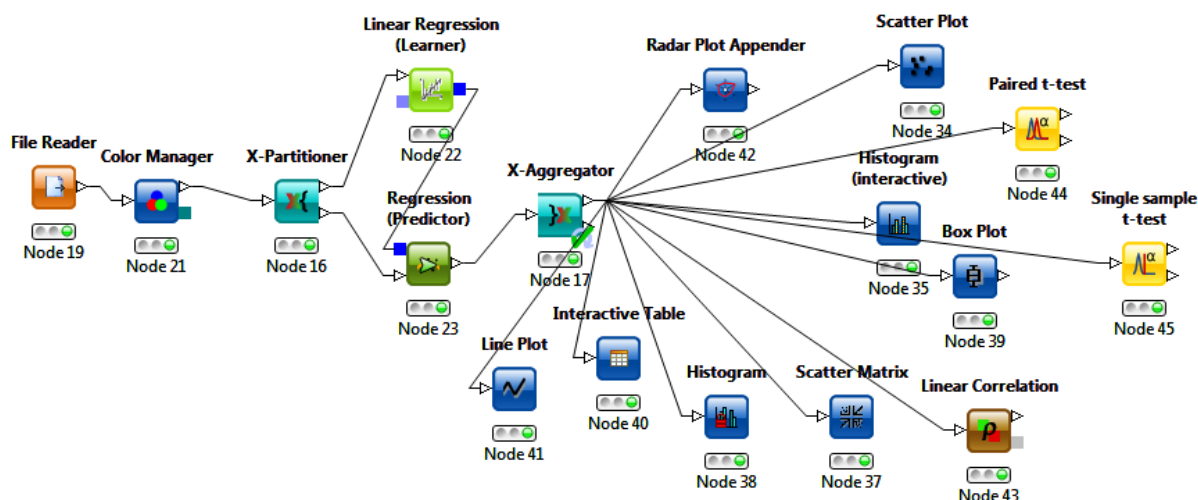 Linear Regression
(Learner)
Node 22
File Reader
Node 19
Color Manager
Node 21
X-Partitioner
Node 16
Regression
(Predictor)
Node 23
X-Aggregator
Node 17
Radar Plot Appender
Node 42
Scatter Plot
Node 34
Paired t-test
α
Node 44
Histogram
(interactive)
Node 35
Box Plot
Node 39
Single sample
t-test
α
Node 45
Line Plot
Node 41
Interactive Table
Node 40
Histogram
Node 38
Scatter Matrix
Node 37
Linear Correlation
ρ
Node 43